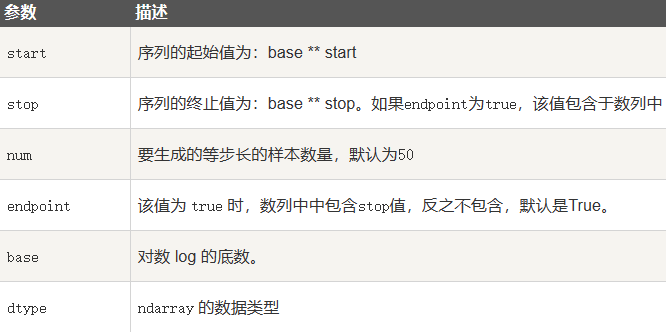 参数 描述
start 序列的起始值为：base ** start
stop 序列的终止值为：base ** stop。如果endpoint为true，该值包含于数列中
num 要生成的等步长的样本数量，默认为50
endpoint 该值为 true 时，数列中中包含stop值，反之不包含，默认是True。
base 对数 log 的底数。
dtype ndarray 的数据类型